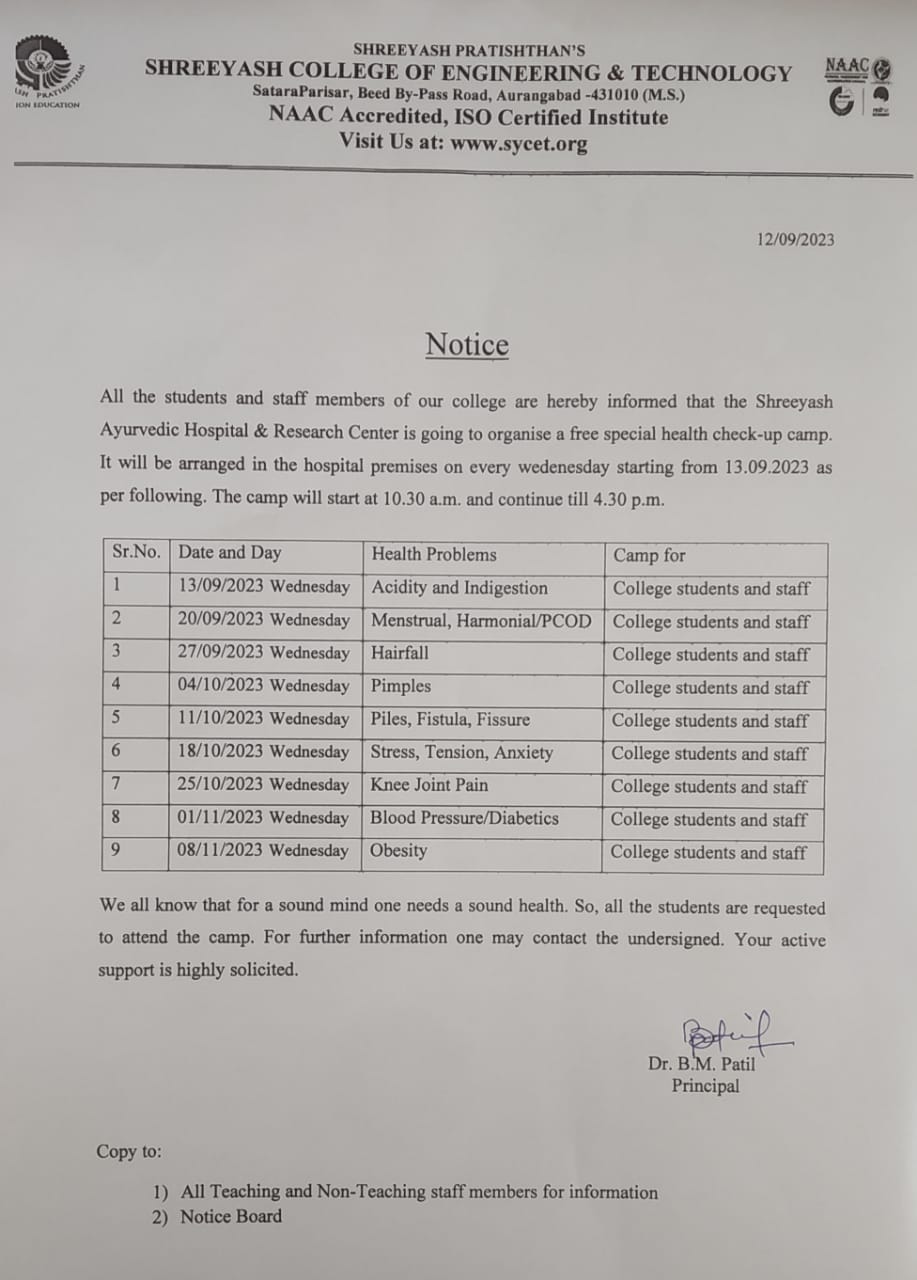 SHREEYASH PRATISHTHAN'S
SHREEYASH COLLEGE OF ENGINEERING & TECHNOLOGY
SataraParisar, Beed By-Pass Road, Aurangabad -431010 (M.S.)
NAAC Accredited, ISO Certified Institute
Visit Us at: www.sycet.org
PRATISHTHAN
ION EDUCATION
NAAC
12/09/2023
Notice
All the students and staff members of our college are hereby informed that the Shreeyash
Ayurvedic Hospital & Research Center is going to organise a free special health check-up camp.
It will be arranged in the hospital premises on every wedenesday starting from 13.09.2023 as
per following. The camp will start at 10.30 a.m. and continue till 4.30 p.m.
Sr.No. Date and Day Health Problems Camp for
1 13/09/2023 Wednesday Acidity and Indigestion College students and staff
2 20/09/2023 Wednesday Menstrual, Harmonial/PCOD College students and staff
3 27/09/2023 Wednesday Hairfall College students and staff
4 04/10/2023 Wednesday Pimples College students and staff
5 11/10/2023 Wednesday Piles, Fistula, Fissure College students and staff
6 18/10/2023 Wednesday Stress, Tension, Anxiety College students and staff
7 25/10/2023 Wednesday Knee Joint Pain College students and staff
8 01/11/2023 Wednesday Blood Pressure/Diabetics College students and staff
9 08/11/2023 Wednesday Obesity College students and staff
We all know that for a sound mind one needs a sound health. So, all the students are requested
to attend the camp. For further information one may contact the undersigned. Your active
support is highly solicited.
Dr. B.M. Patil
Principal
Copy to:
1) All Teaching and Non-Teaching staff members for information
2) Notice Board